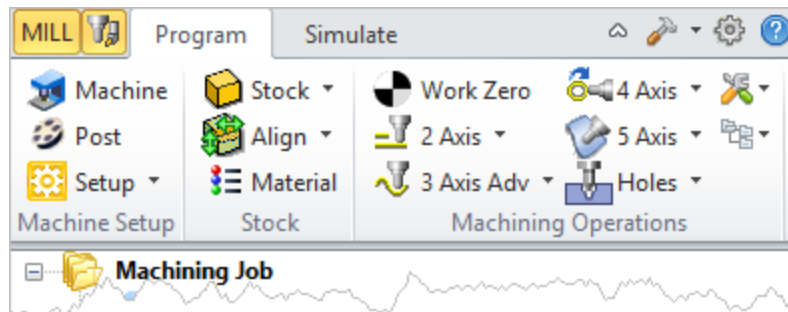 MILL Program Simulate
Machine Stock Work Zero 4 Axis
Post Align 2 Axis 5 Axis
Setup Material 3 Axis Adv Holes
Machine Setup Stock Machining Operations
Machining Job